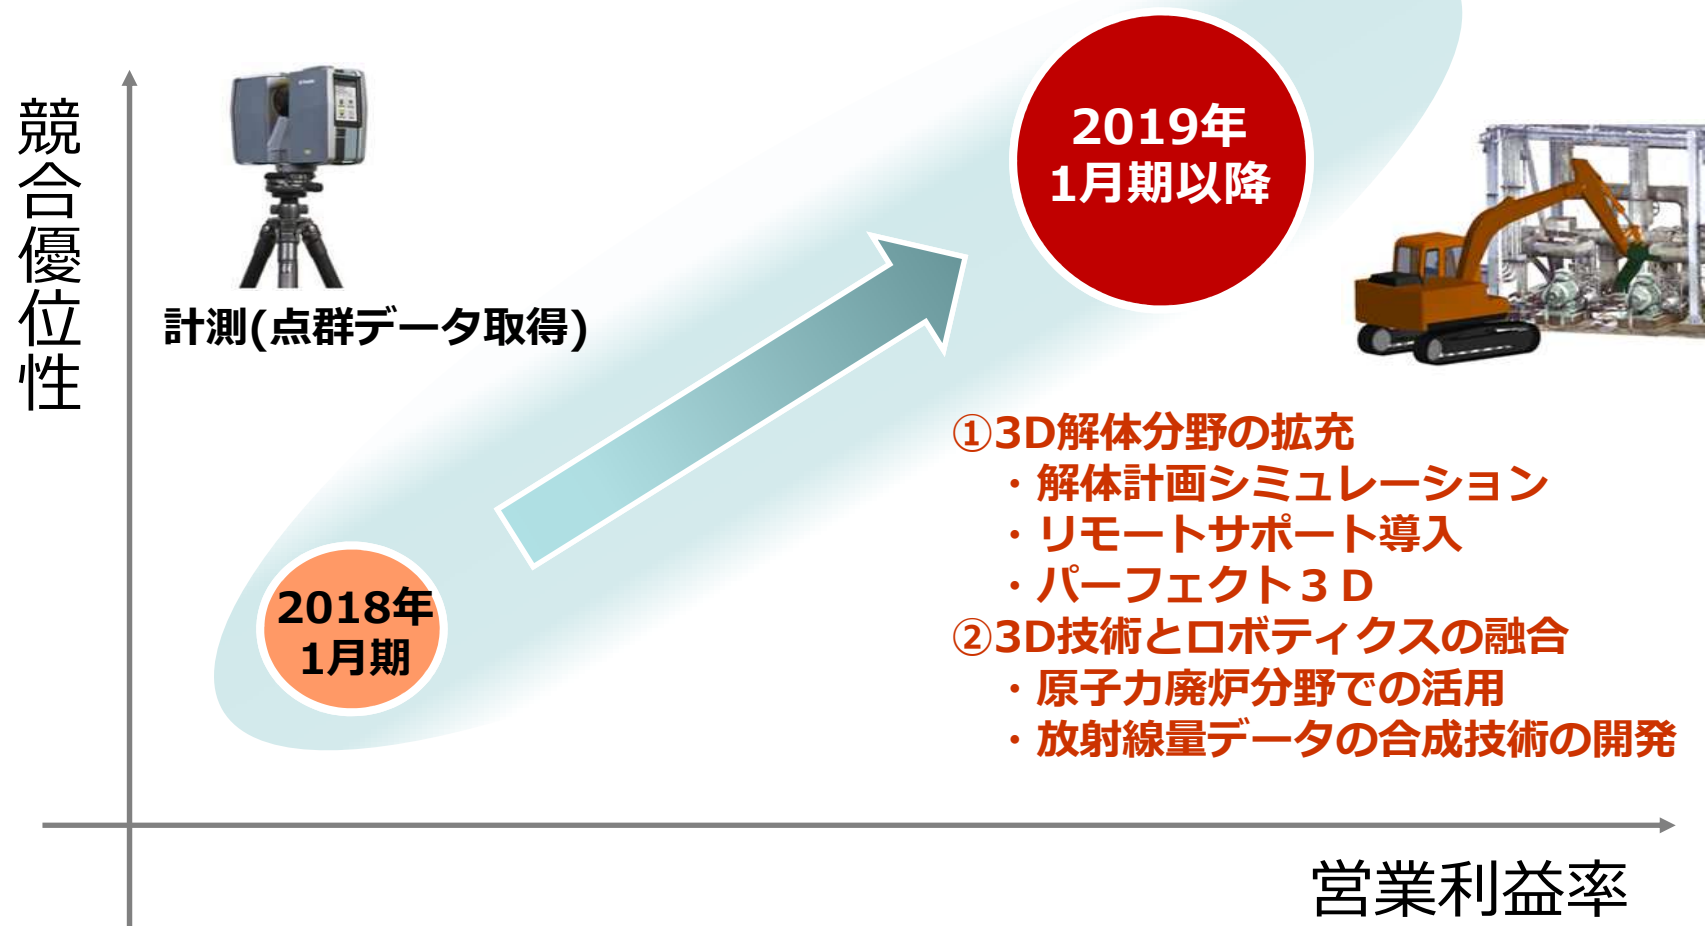 競合優位性
計測(点群データ取得)
2019年
1月期以降
2018年
1月期
①3D解体分野の拡充
・解体計画シミュレーション
・リモートサポート導入
・パーフェクト３Ｄ
②3D技術とロボティクスの融合
・原子力廃炉分野での活用
・放射線量データの合成技術の開発
営業利益率